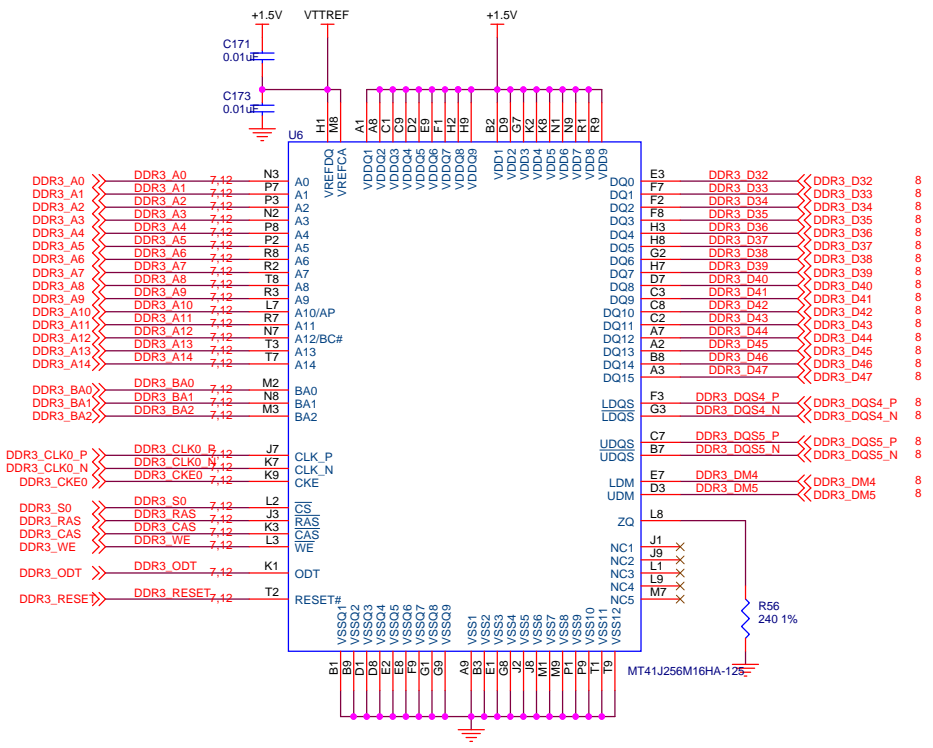 +1.5V VTTREF +1.5V
C171
0.01uF
C173
0.01uF
U6
H1 M8 A1 A8 C1 C9 D2 E9 F1 H2 H9 B2 D9 G7 K2 K8 N1 N9 R1 R9
VREFDQ VREFCA VDDQ1 VDDQ2 VDDQ3 VDDQ4 VDDQ5 VDDQ6 VDDQ7 VDDQ8 VDDQ9 VDD1 VDD2 VDD3 VDD4 VDD5 VDD6 VDD7 VDD8 VDD9
DDR3_A0 DDR3_A0 7,12 N3 A0 DQ0 E3 DDR3_D32 DDR3_D32 8
DDR3_A1 DDR3_A1 7,12 P7 A1 DQ1 F7 DDR3_D33 DDR3_D33 8
DDR3_A2 DDR3_A2 7,12 P3 A2 DQ2 F2 DDR3_D34 DDR3_D34 8
DDR3_A3 DDR3_A3 7,12 N2 A3 DQ3 F8 DDR3_D35 DDR3_D35 8
DDR3_A4 DDR3_A4 7,12 P8 A4 DQ4 H3 DDR3_D36 DDR3_D36 8
DDR3_A5 DDR3_A5 7,12 P2 A5 DQ5 H8 DDR3_D37 DDR3_D37 8
DDR3_A6 DDR3_A6 7,12 R8 A6 DQ6 G2 DDR3_D38 DDR3_D38 8
DDR3_A7 DDR3_A7 7,12 R2 A7 DQ7 H7 DDR3_D39 DDR3_D39 8
DDR3_A8 DDR3_A8 7,12 T8 A8 DQ8 D7 DDR3_D40 DDR3_D40 8
DDR3_A9 DDR3_A9 7,12 R3 A9 DQ9 C3 DDR3_D41 DDR3_D41 8
DDR3_A10 DDR3_A10 7,12 L7 A10/AP DQ10 C8 DDR3_D42 DDR3_D42 8
DDR3_A11 DDR3_A11 7,12 R7 A11 DQ11 C2 DDR3_D43 DDR3_D43 8
DDR3_A12 DDR3_A12 7,12 N7 A12/BC# DQ12 A7 DDR3_D44 DDR3_D44 8
DDR3_A13 DDR3_A13 7,12 T3 A13 DQ13 A2 DDR3_D45 DDR3_D45 8
DDR3_A14 DDR3_A14 7,12 T7 A14 DQ14 B8 DDR3_D46 DDR3_D46 8
DQ15 A3 DDR3_D47 DDR3_D47 8
DDR3_BA0 DDR3_BA0 7,12 M2 BA0
DDR3_BA1 DDR3_BA1 7,12 N8 BA1 LDQS F3 DDR3_DQS4_P DDR3_DQS4_P 8
DDR3_BA2 DDR3_BA2 7,12 M3 BA2 LDQS G3 DDR3_DQS4_N DDR3_DQS4_N 8
UDQS C7 DDR3_DQS5_P DDR3_DQS5_P 8
DDR3_CLK0_P DDR3_CLK0_P 7,12 J7 CLK_P UDQS B7 DDR3_DQS5_N DDR3_DQS5_N 8
DDR3_CLK0_N DDR3_CLK0_N 7,12 K7 CLK_N
DDR3_CKE0 DDR3_CKE0 7,12 K9 CKE LDM E7 DDR3_DM4 DDR3_DM4 8
UDM D3 DDR3_DM5 DDR3_DM5 8
DDR3_S0 DDR3_S0 7,12 L2 CS
DDR3_RAS DDR3_RAS 7,12 J3 RAS ZQ L8
DDR3_CAS DDR3_CAS 7,12 K3 CAS
DDR3_WE DDR3_WE 7,12 L3 WE NC1 J1
NC2 J9
DDR3_ODT DDR3_ODT 7,12 K1 ODT NC3 L1
NC4 L9
DDR3_RESET DDR3_RESET 7,12 T2 RESET# NC5 M7
R56
240 1%
VSSQ1 VSSQ2 VSSQ3 VSSQ4 VSSQ5 VSSQ6 VSSQ7 VSSQ8 VSSQ9 VSS1 VSS2 VSS3 VSS4 VSS5 VSS6 VSS7 VSS8 VSS9 VSS10 VSS11 VSS12
B1 B9 D1 D8 E2 E8 F9 G1 G9 A9 B3 E1 G8 J2 J8 M1 M9 P1 P9 T1 T9
MT41J256M16HA-125